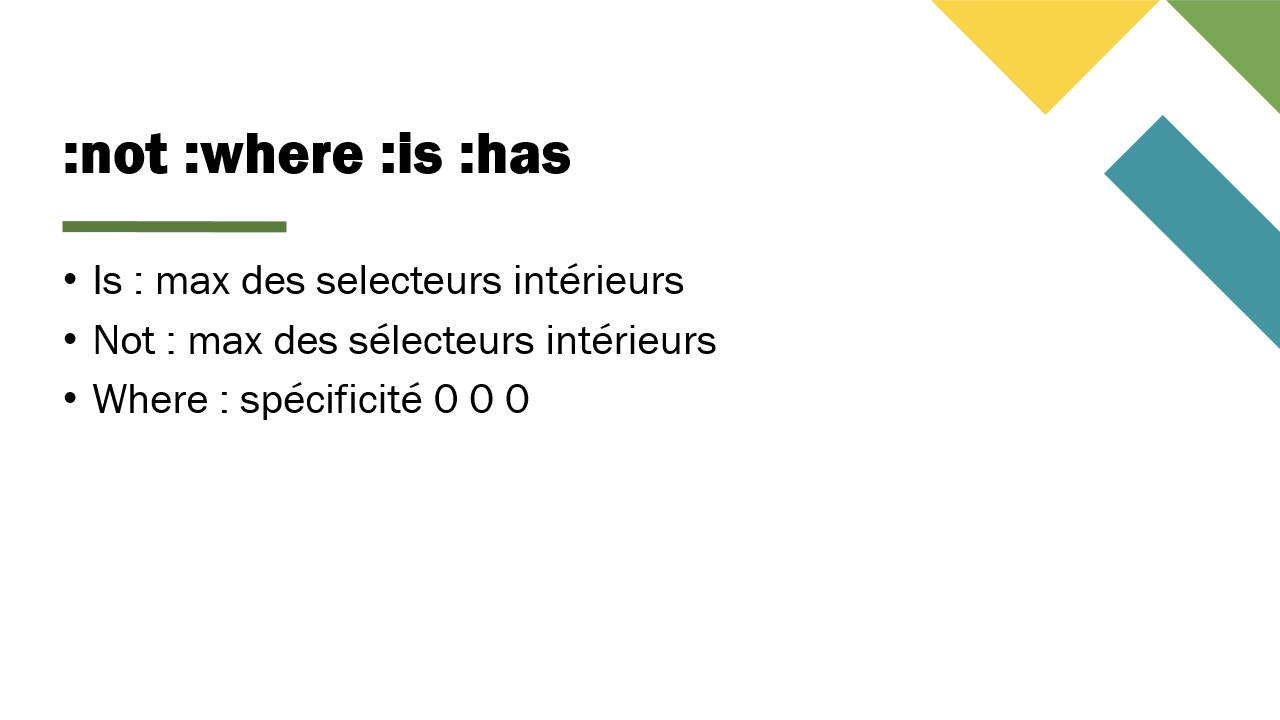 :not :where :is :has
• Is : max des selecteurs intérieurs
• Not : max des sélecteurs intérieurs
• Where : spécificité 0 0 0